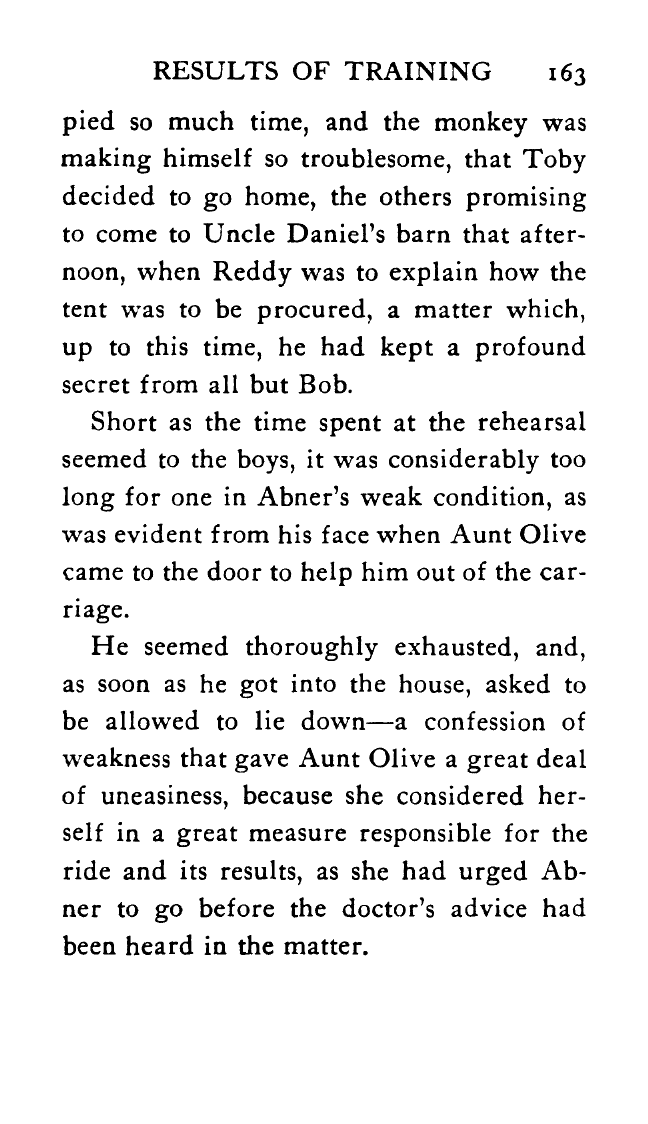 RESULTS OF TRAINING 163
pied so much time, and the monkey was
making himself so troublesome, that Toby
decided to go home, the others promising
to come to Uncle Daniel's barn that after-
noon, when Reddy was to explain how the
tent was to be procured, a matter which,
up to this time, he had kept a profound
secret from all but Bob.
Short as the time spent at the rehearsal
seemed to the boys, it was considerably too
long for one in Abner's weak condition, as
was evident from his face when Aunt Olive
came to the door to help him out of the car-
riage.
He seemed thoroughly exhausted, and,
as soon as he got into the house, asked to
be allowed to lie down—a confession of
weakness that gave Aunt Olive a great deal
of uneasiness, because she considered her-
self in a great measure responsible for the
ride and its results, as she had urged Ab-
ner to go before the doctor's advice had
been heard in the matter.